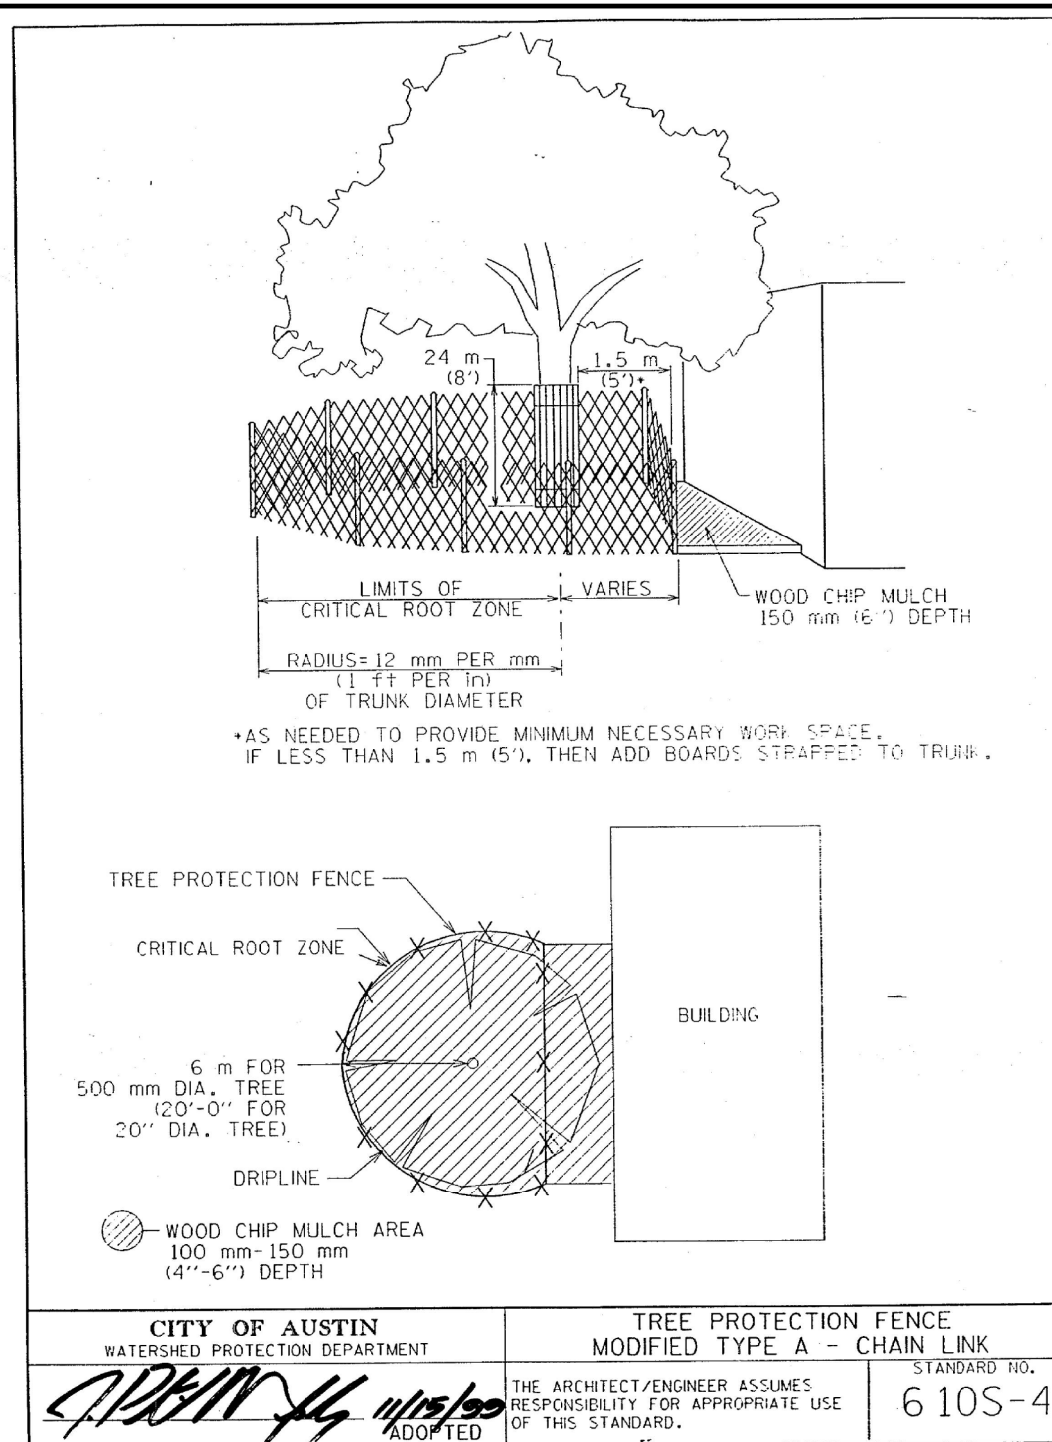 24 m
(8')
1.5 m
(5')*
LIMITS OF
CRITICAL ROOT ZONE
VARIES
WOOD CHIP MULCH
150 mm (6") DEPTH
RADIUS=12 mm PER mm
(1 ft PER in)
OF TRUNK DIAMETER
*AS NEEDED TO PROVIDE MINIMUM NECESSARY WORK SPACE.
IF LESS THAN 1.5 m (5'), THEN ADD BOARDS STRAPPED TO TRUNK.
TREE PROTECTION FENCE
CRITICAL ROOT ZONE
BUILDING
6 m FOR
500 mm DIA. TREE
(20'-0" FOR
20" DIA. TREE)
DRIPLINE
WOOD CHIP MULCH AREA
100 mm-150 mm
(4"-6") DEPTH
CITY OF AUSTIN
WATERSHED PROTECTION DEPARTMENT
TREE PROTECTION FENCE
MODIFIED TYPE A - CHAIN LINK
11/15/99
ADOPTED
THE ARCHITECT/ENGINEER ASSUMES
RESPONSIBILITY FOR APPROPRIATE USE
OF THIS STANDARD.
STANDARD NO.
610S-4